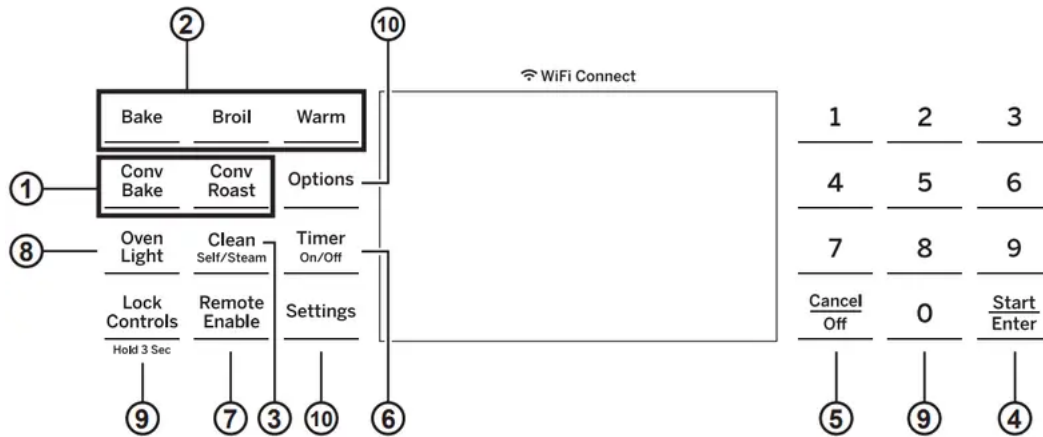 2
10
WiFi Connect
Bake Broil Warm
1 2 3
1
Conv Bake
Conv Roast
Options
4 5 6
8
Oven Light
Clean
Self/Steam
Timer
On/Off
7 8 9
Lock Controls
Hold 3 Sec
Remote Enable
Settings
Cancel
Off
0
Start
Enter
9 7 3 10 6 5 9 4